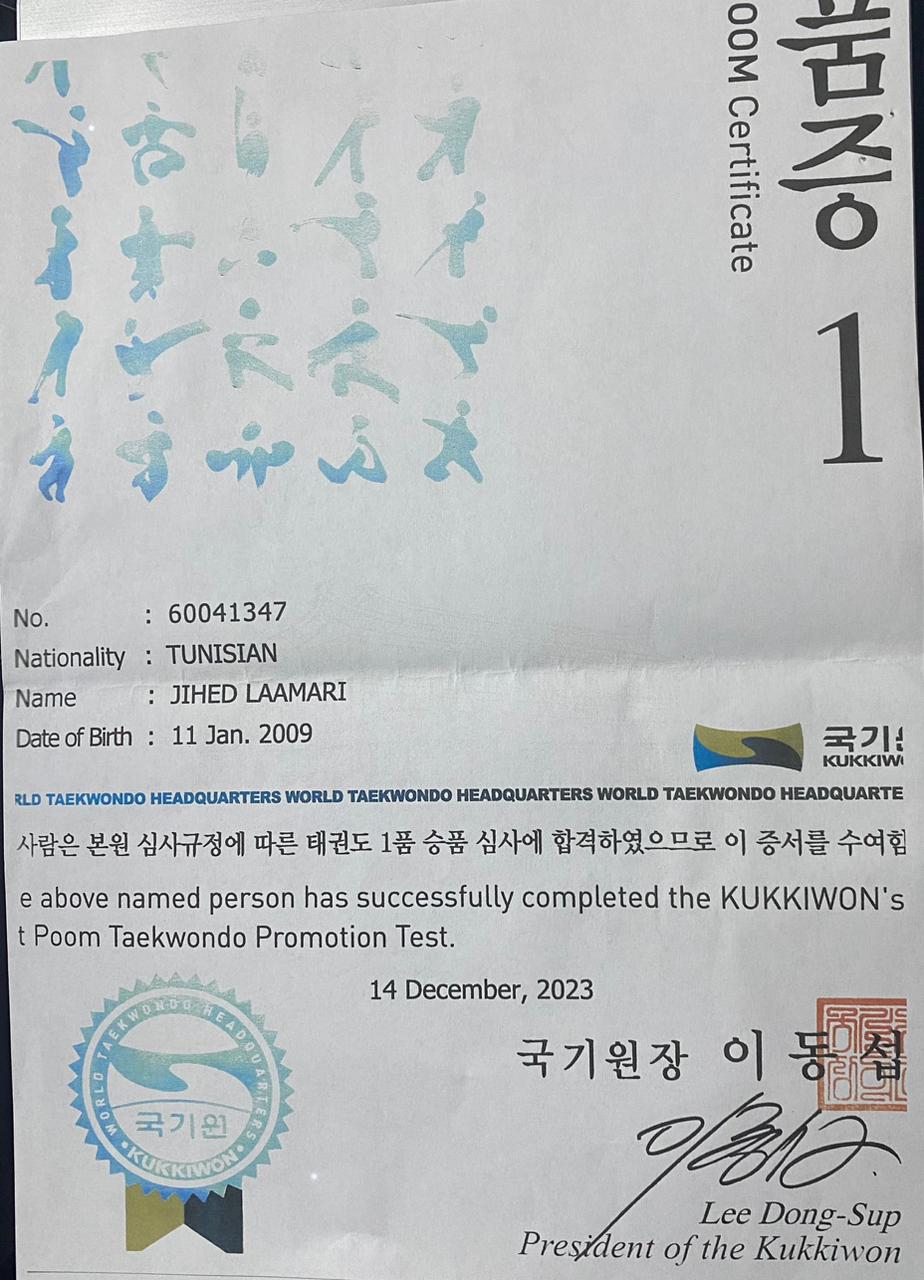 품증
OOM Certificate
1
No. : 60041347
Nationality : TUNISIAN
Name : JIHED LAAMARI
Date of Birth : 11 Jan. 2009
국기
KUKKIW
RLD TAEKWONDO HEADQUARTERS WORLD TAEKWONDO HEADQUARTERS WORLD TAEKWONDO HEADQUARTE
사람은 본원 심사규정에 따른 태권도 1품 승품 심사에 합격하였으므로 이 증서를 수여함
e above named person has successfully completed the KUKKIWON's
t Poom Taekwondo Promotion Test.
14 December, 2023
WORLD TAEKWONDO HEADQUARTERS
국기원
•KUKKIWON•
국기원장 이동섭
Lee Dong-Sup
President of the Kukkiwon